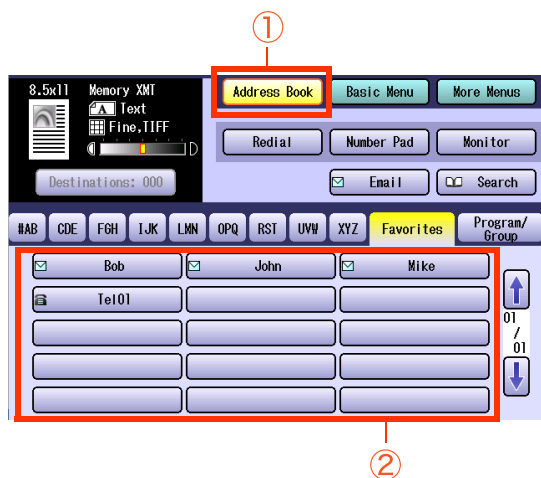 ①
8.5x11 Memory XMT
A Text
Fine,TIFF
Destinations: 000
Address Book Basic Menu More Menus
Redial Number Pad Monitor
Email Search
#AB CDE FGH IJK LMN OPQ RST UVW XYZ Favorites Program/
Group
Bob John Mike
Tel01
01
/
01
②